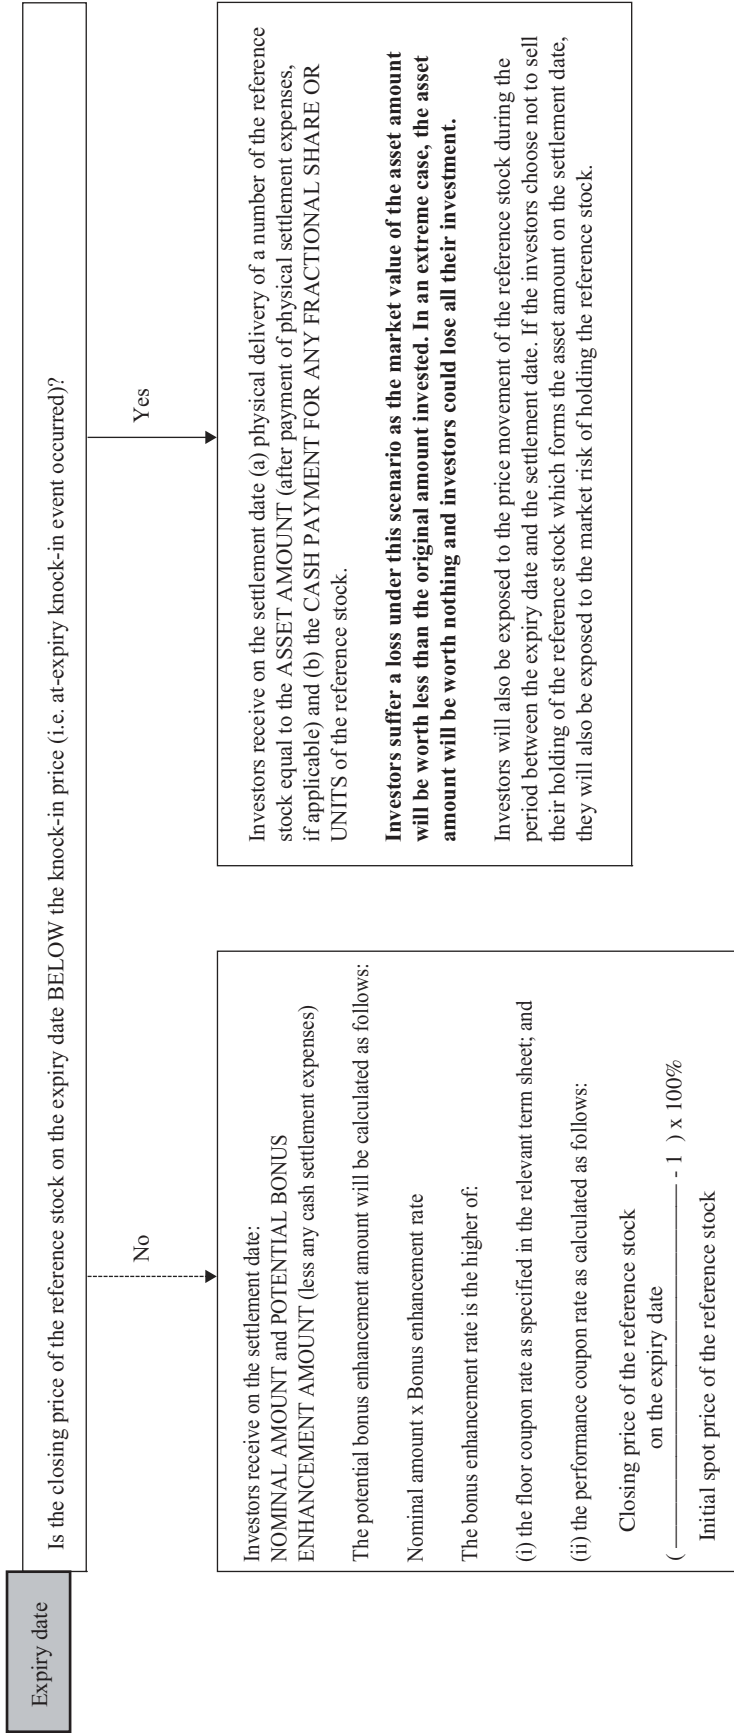 Expiry date
Is the closing price of the reference stock on the expiry date BELOW the knock-in price (i.e. at-expiry knock-in event occurred)?
No
Yes
Investors receive on the settlement date:
NOMINAL AMOUNT and POTENTIAL BONUS
ENHANCEMENT AMOUNT (less any cash settlement expenses)
The potential bonus enhancement amount will be calculated as follows:
Nominal amount x Bonus enhancement rate
The bonus enhancement rate is the higher of:
(i) the floor coupon rate as specified in the relevant term sheet; and
(ii) the performance coupon rate as calculated as follows:
Closing price of the reference stock
on the expiry date
( - 1 ) x 100%
Initial spot price of the reference stock
Investors receive on the settlement date (a) physical delivery of a number of the reference
stock equal to the ASSET AMOUNT (after payment of physical settlement expenses,
if applicable) and (b) the CASH PAYMENT FOR ANY FRACTIONAL SHARE OR
UNITS of the reference stock.
Investors suffer a loss under this scenario as the market value of the asset amount
will be worth less than the original amount invested. In an extreme case, the asset
amount will be worth nothing and investors could lose all their investment.
Investors will also be exposed to the price movement of the reference stock during the
period between the expiry date and the settlement date. If the investors choose not to sell
their holding of the reference stock which forms the asset amount on the settlement date,
they will also be exposed to the market risk of holding the reference stock.